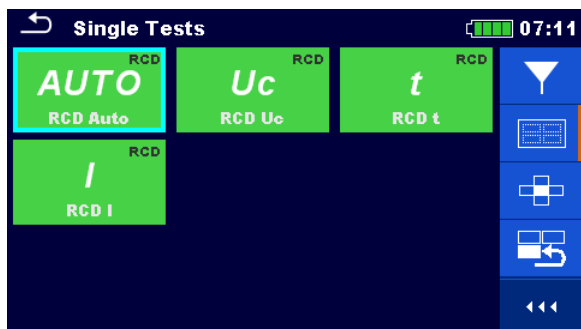 Single Tests 07:11
RCD
AUTO
RCD Auto
RCD
Uc
RCD Uc
RCD
t
RCD t
RCD
I
RCD I